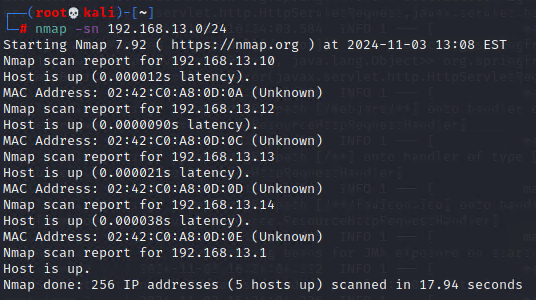 (root💀kali)-[~]
# nmap -sn 192.168.13.0/24
Starting Nmap 7.92 ( https://nmap.org ) at 2024-11-03 13:08 EST
Nmap scan report for 192.168.13.10
Host is up (0.000012s latency).
MAC Address: 02:42:C0:A8:0D:0A (Unknown)
Nmap scan report for 192.168.13.12
Host is up (0.0000090s latency).
MAC Address: 02:42:C0:A8:0D:0C (Unknown)
Nmap scan report for 192.168.13.13
Host is up (0.000021s latency).
MAC Address: 02:42:C0:A8:0D:0D (Unknown)
Nmap scan report for 192.168.13.14
Host is up (0.000038s latency).
MAC Address: 02:42:C0:A8:0D:0E (Unknown)
Nmap scan report for 192.168.13.1
Host is up.
Nmap done: 256 IP addresses (5 hosts up) scanned in 17.94 seconds